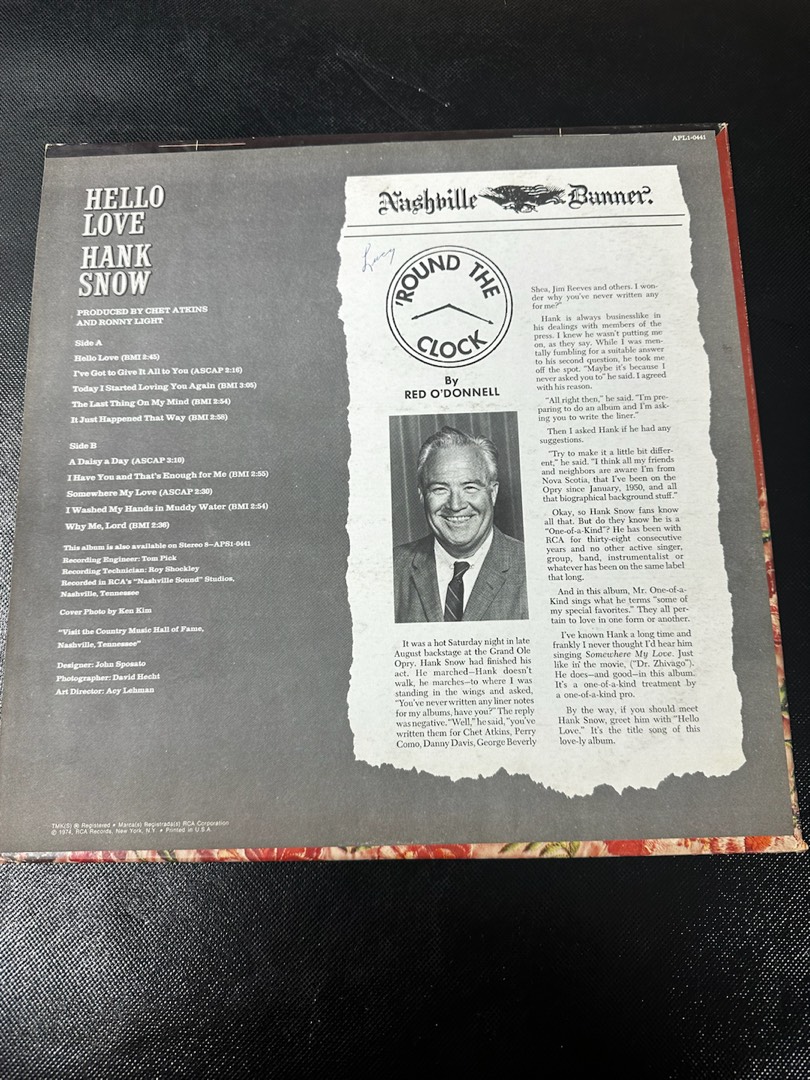 APL1-0441
HELLO
LOVE
HANK
SNOW
PRODUCED BY CHET ATKINS
AND RONNY LIGHT
Side A
Hello Love (BMI 2:45)
I've Got to Give It All to You (ASCAP 2:16)
Today I Started Loving You Again (BMI 3:05)
The Last Thing On My Mind (BMI 2:54)
It Just Happened That Way (BMI 2:58)
Side B
A Daisy a Day (ASCAP 3:10)
I Have You and That's Enough for Me (BMI 2:55)
Somewhere My Love (ASCAP 2:30)
I Washed My Hands in Muddy Water (BMI 2:54)
Why Me, Lord (BMI 2:36)
This album is also available on Stereo 8—APS1-0441
Recording Engineer: Tom Pick
Recording Technician: Roy Shockley
Recorded in RCA's "Nashville Sound" Studios,
Nashville, Tennessee
Cover Photo by Ken Kim
"Visit the Country Music Hall of Fame,
Nashville, Tennessee"
Designer: John Sposato
Photographer: David Hecht
Art Director: Acy Lehman
TMK(S) ® Registered • Marca(s) Registrada(s) RCA Corporation
© 1974, RCA Records, New York, N.Y. • Printed in U.S.A.
Nashville Banner.
Lucy
'ROUND THE
CLOCK
By
RED O'DONNELL
It was a hot Saturday night in late
August backstage at the Grand Ole
Opry. Hank Snow had finished his
act. He marched—Hank doesn't
walk, he marches—to where I was
standing in the wings and asked,
"You've never written any liner notes
for my albums, have you?" The reply
was negative. "Well," he said, "you've
written them for Chet Atkins, Perry
Como, Danny Davis, George Beverly
Shea, Jim Reeves and others. I won-
der why you've never written any
for me?"
Hank is always businesslike in
his dealings with members of the
press. I knew he wasn't putting me
on, as they say. While I was men-
tally fumbling for a suitable answer
to his second question, he took me
off the spot. "Maybe it's because I
never asked you to" he said. I agreed
with his reason.
"All right then," he said. "I'm pre-
paring to do an album and I'm ask-
ing you to write the liner."
Then I asked Hank if he had any
suggestions.
"Try to make it a little bit differ-
ent," he said. "I think all my friends
and neighbors are aware I'm from
Nova Scotia, that I've been on the
Opry since January, 1950, and all
that biographical background stuff."
Okay, so Hank Snow fans know
all that. But do they know he is a
"One-of-a-Kind"? He has been with
RCA for thirty-eight consecutive
years and no other active singer,
group, band, instrumentalist or
whatever has been on the same label
that long.
And in this album, Mr. One-of-a-
Kind sings what he terms "some of
my special favorites." They all per-
tain to love in one form or another.
I've known Hank a long time and
frankly I never thought I'd hear him
singing Somewhere My Love. Just
like in the movie, ("Dr. Zhivago").
He does—and good—in this album.
It's a one-of-a-kind treatment by
a one-of-a-kind pro.
By the way, if you should meet
Hank Snow, greet him with "Hello
Love." It's the title song of this
love-ly album.